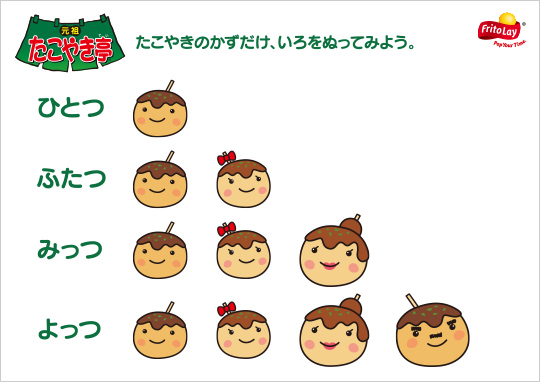 元祖
たこやき亭
たこやきのかずだけ、いろをぬってみよう。
FritoLay
Pop Your Time
ひとつ
ふたつ
みっつ
よっつ